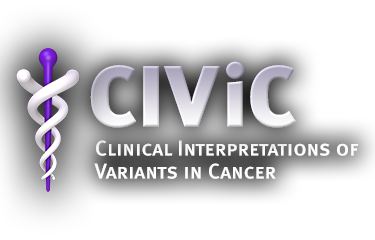 CIViC
Clinical Interpretations of
Variants in Cancer